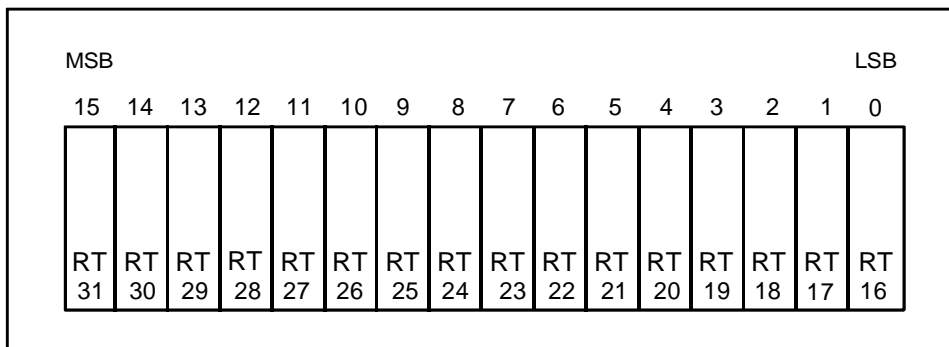 MSB LSB
15 14 13 12 11 10 9 8 7 6 5 4 3 2 1 0
RT RT RT RT RT RT RT RT RT RT RT RT RT RT RT RT
31 30 29 28 27 26 25 24 23 22 21 20 19 18 17 16